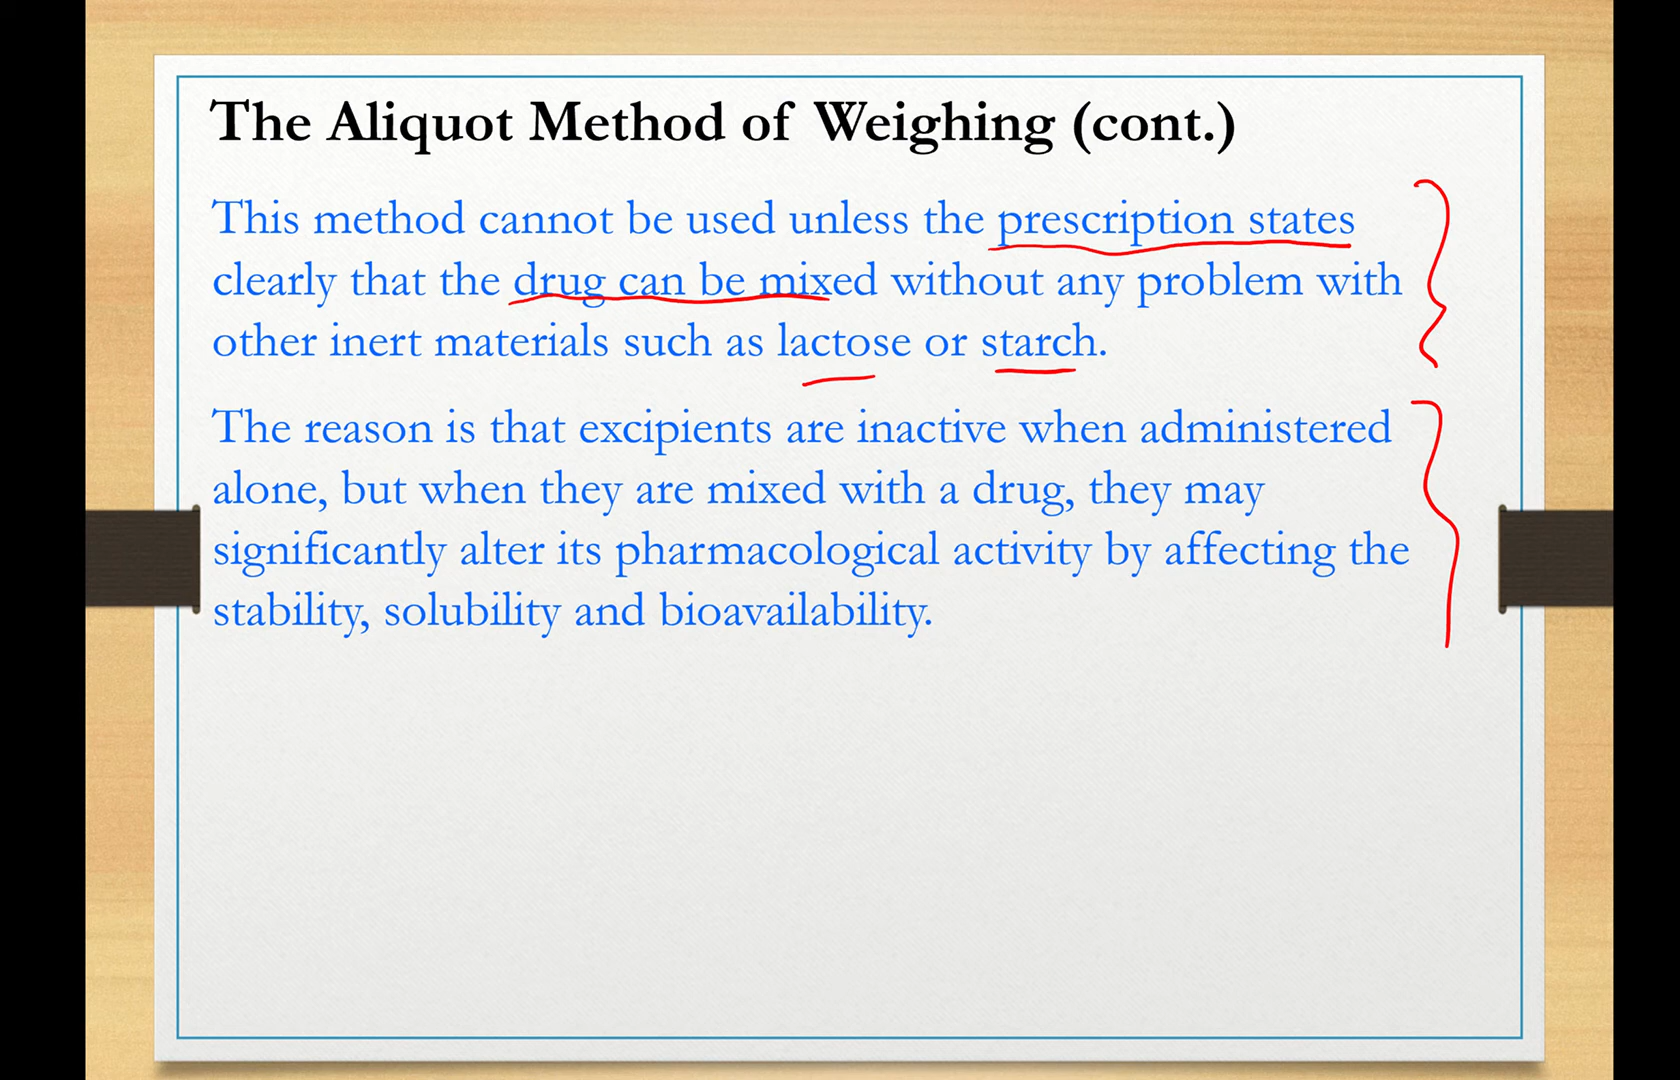 The Aliquot Method of Weighing (cont.)
This method cannot be used unless the prescription states
clearly that the drug can be mixed without any problem with
other inert materials such as lactose or starch.
The reason is that excipients are inactive when administered
alone, but when they are mixed with a drug, they may
significantly alter its pharmacological activity by affecting the
stability, solubility and bioavailability.